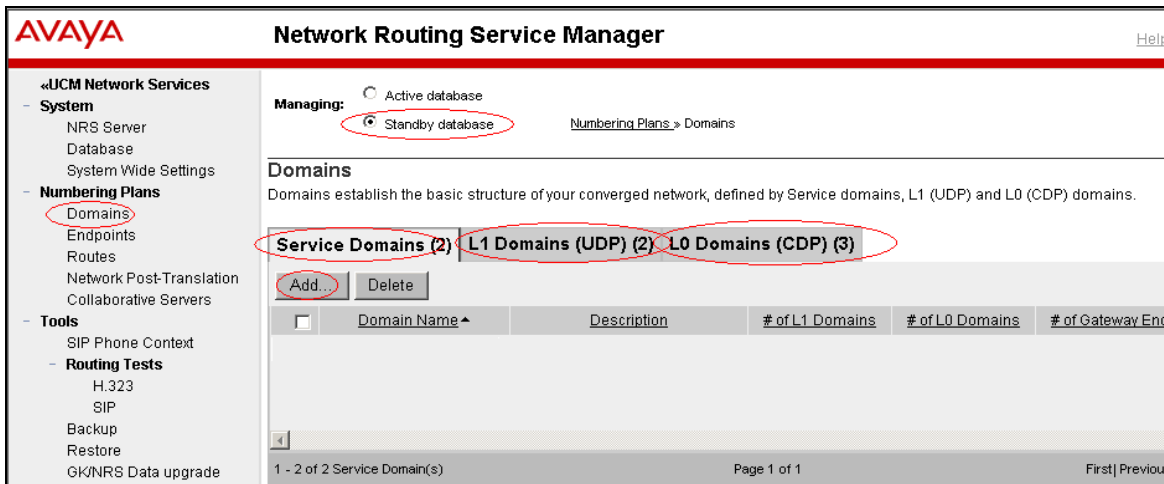 AVAYA
Network Routing Service Manager
Help
«UCM Network Services
- System
NRS Server
Database
System Wide Settings
- Numbering Plans
Domains
Endpoints
Routes
Network Post-Translation
Collaborative Servers
- Tools
SIP Phone Context
- Routing Tests
H.323
SIP
Backup
Restore
GK/NRS Data upgrade
Managing:
Active database
Standby database
Numbering Plans » Domains
Domains
Domains establish the basic structure of your converged network, defined by Service domains, L1 (UDP) and L0 (CDP) domains.
Service Domains (2) L1 Domains (UDP) (2) L0 Domains (CDP) (3)
Add... Delete
Domain Name Description # of L1 Domains # of L0 Domains # of Gateway En
1 - 2 of 2 Service Domain(s) Page 1 of 1 First| Previou